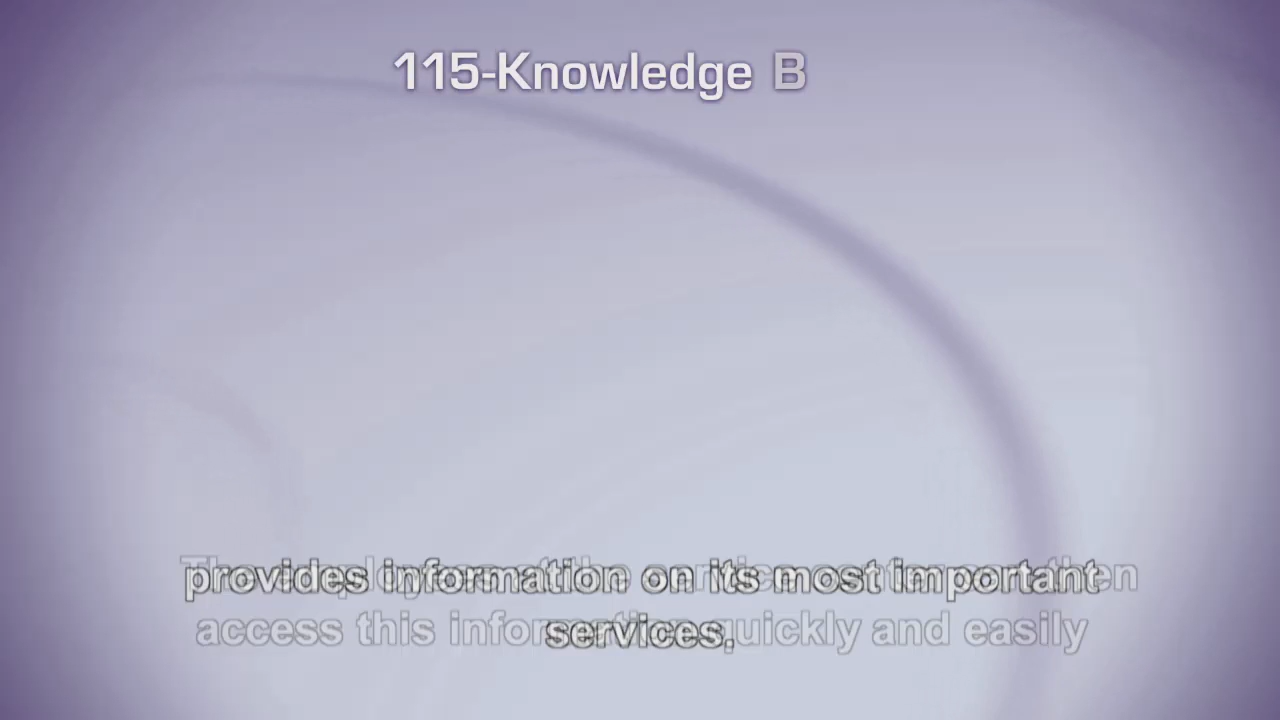 115-Knowledge B
provides information on its most important
services,
access this information quickly and easily